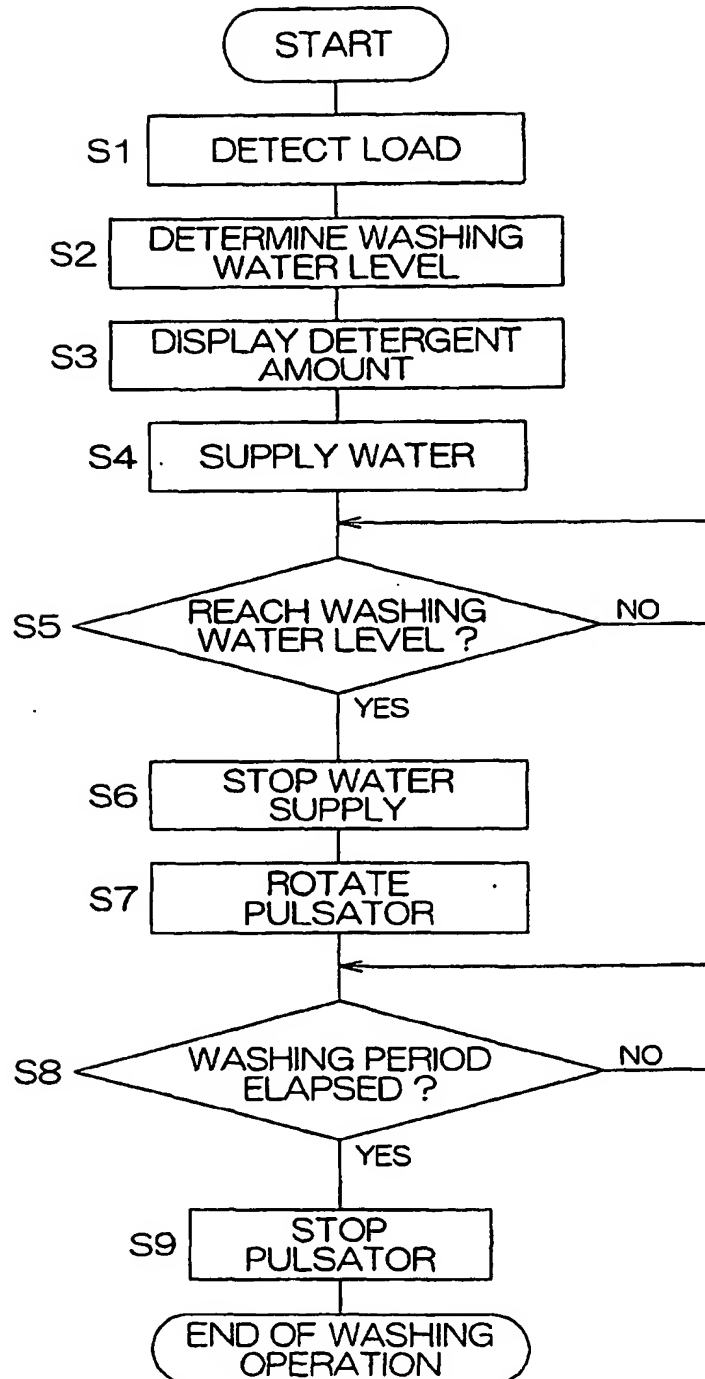 START
S1 DETECT LOAD
S2 DETERMINE WASHING
WATER LEVEL
S3 DISPLAY DETERGENT
AMOUNT
S4 SUPPLY WATER
S5 REACH WASHING
WATER LEVEL ?
NO
YES
S6 STOP WATER
SUPPLY
S7 ROTATE
PULSATOR
S8 WASHING PERIOD
ELAPSED ?
NO
YES
S9 STOP
PULSATOR
END OF WASHING
OPERATION